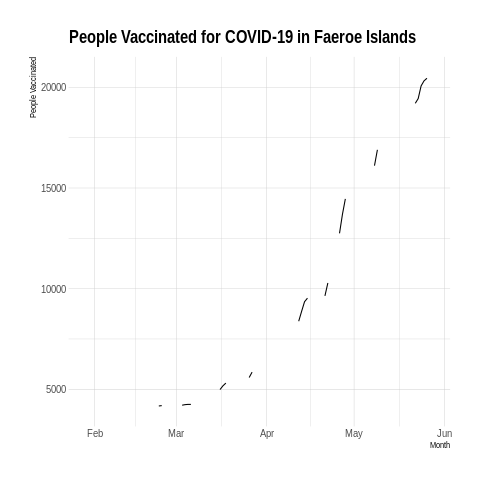 People Vaccinated for COVID-19 in Faeroe Islands
People Vaccinated
20000
15000
10000
5000
Feb Mar Apr May Jun
Month